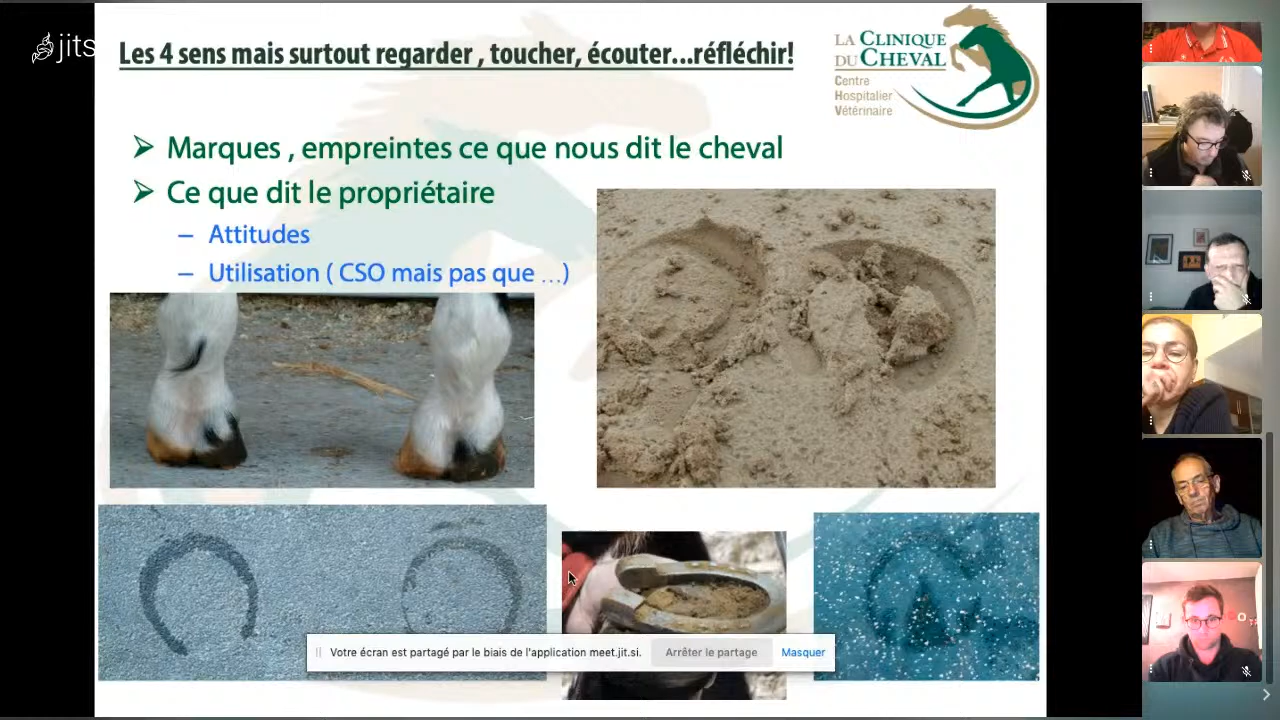 jits
Les 4 sens mais surtout regarder , toucher, écouter...réfléchir!
LA CLINIQUE
DU CHEVAL
Centre
Hospitalier
Vétérinaire
Marques , empreintes ce que nous dit le cheval
Ce que dit le propriétaire
– Attitudes
– Utilisation ( CSO mais pas que …)
Votre écran est partagé par le biais de l'application meet.jit.si.
Arrêter le partage
Masquer